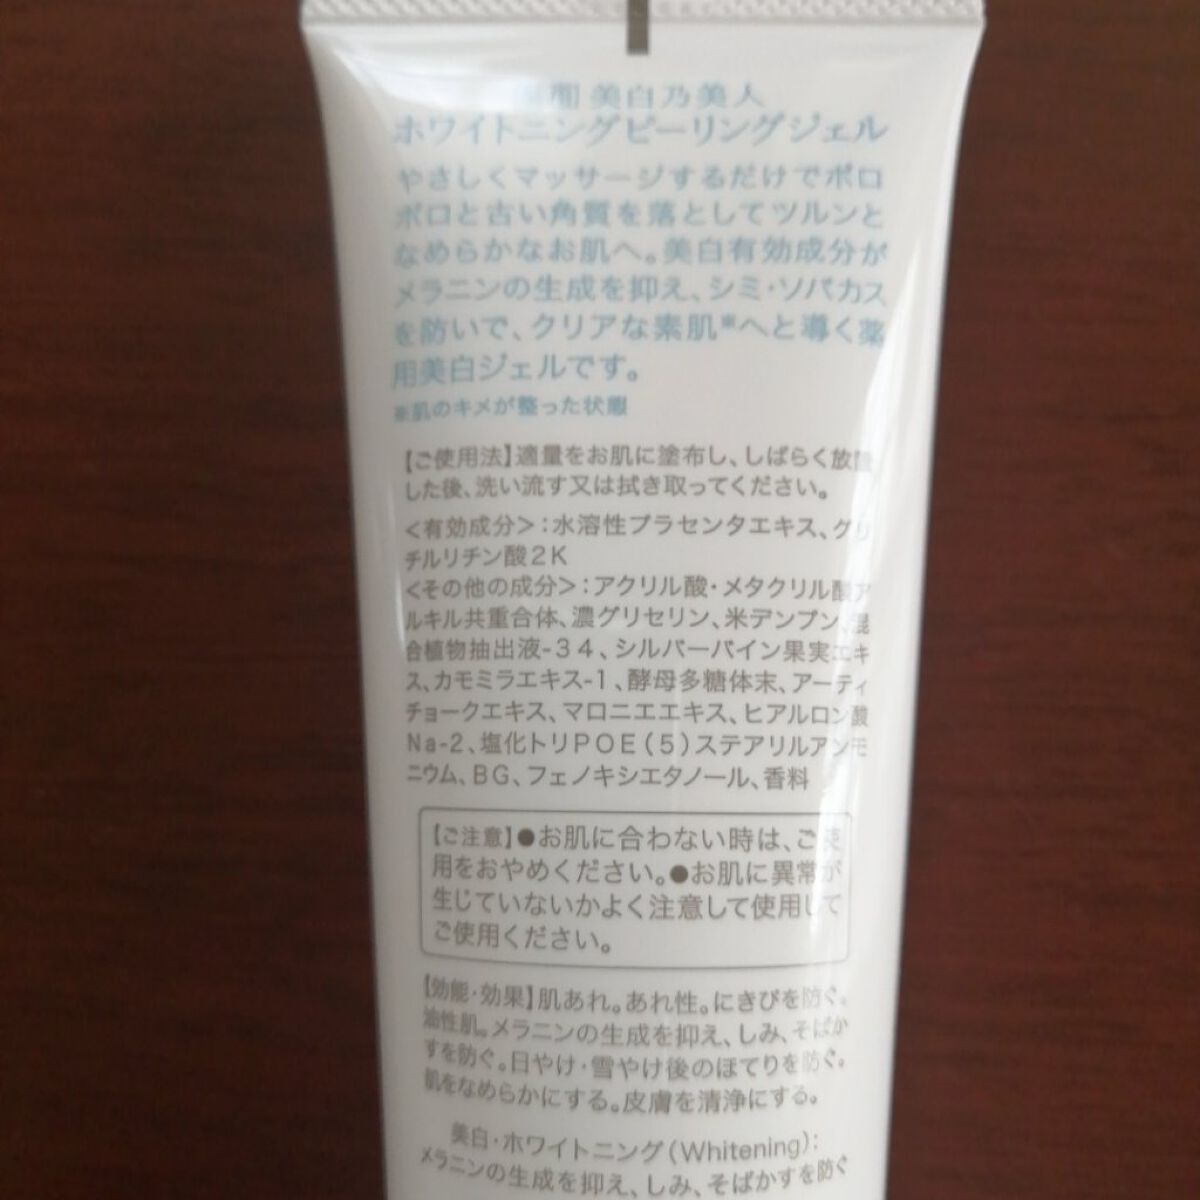 美白乃美人
ホワイトニングピーリングジェル
やさしくマッサージするだけでポロ
ポロと古い角質を落としてツルンと
なめらかなお肌へ。美白有効成分が
メラニンの生成を抑え、シミ・ソバカス
を防いで、クリアな素肌※へと導く薬
用美白ジェルです。
※肌のキメが整った状態
【ご使用法】適量をお肌に塗布し、しばらく放置
した後、洗い流す又は拭き取ってください。
<有効成分>：水溶性プラセンタエキス、グリ
チルリチン酸2K
<その他の成分>：アクリル酸・メタクリル酸ア
ルキル共重合体、濃グリセリン、米デンプン、混
合植物抽出液-34、シルバーバイン果実エキ
ス、カモミラエキス-1、酵母多糖体末、アーティ
チョークエキス、マロニエエキス、ヒアルロン酸
Na-2、塩化トリPOE(5)ステアリルアンモ
ニウム、BG、フェノキシエタノール、香料
【ご注意】●お肌に合わない時は、ご使
用をおやめください。●お肌に異常が
生じていないかよく注意して使用して
ご使用ください。
【効能・効果】肌あれ。あれ性。にきびを防ぐ。
油性肌。メラニンの生成を抑え、しみ、そばか
すを防ぐ。日やけ・雪やけ後のほてりを防ぐ。
肌をなめらかにする。皮膚を清浄にする。
美白・ホワイトニング(Whitening)：
メラニンの生成を抑え、しみ、そばかすを防ぐ